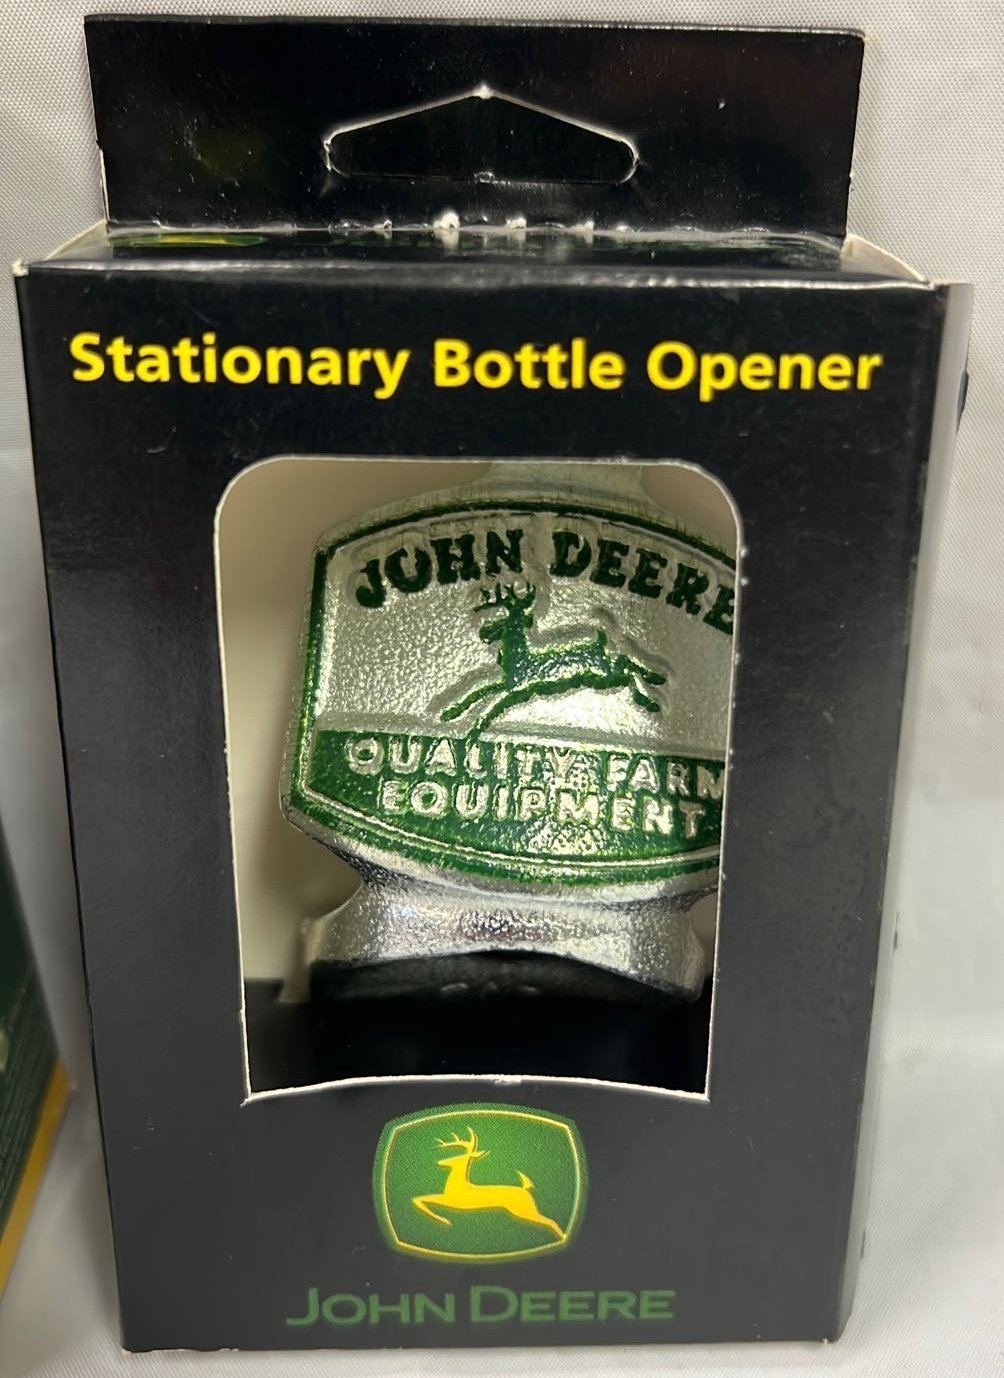 Stationary Bottle Opener
JOHN DEERE
QUALITY FARM
EQUIPMENT
JOHN DEERE